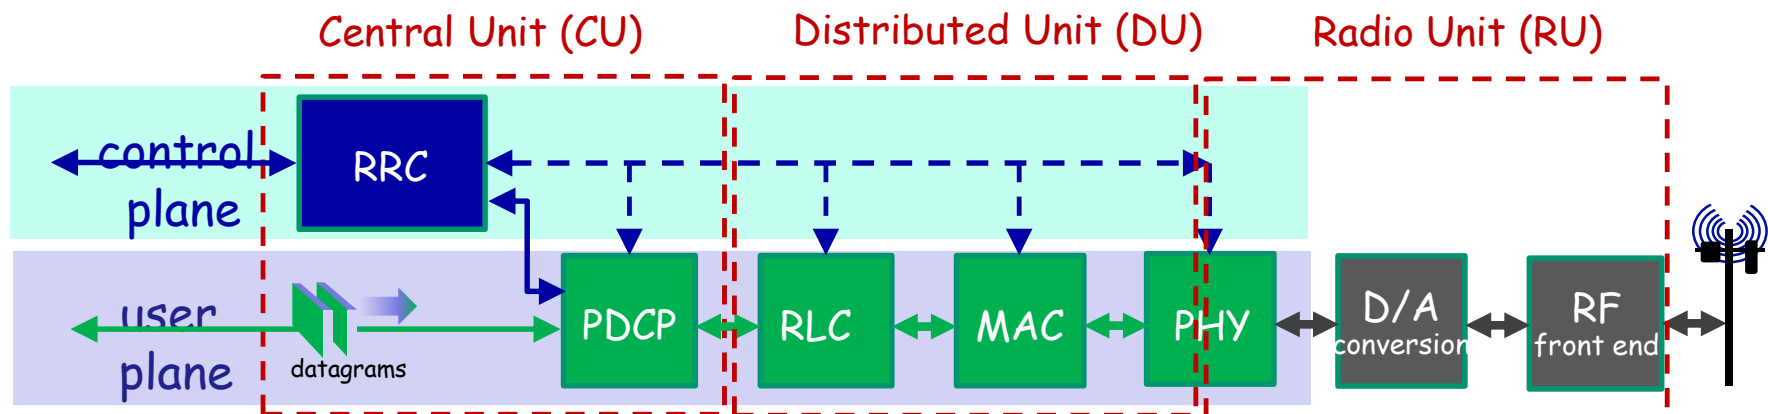 Central Unit (CU)
Distributed Unit (DU)
Radio Unit (RU)
control
plane
RRC
user
plane
datagrams
PDCP
RLC
MAC
PHY
D/A
conversion
RF
front end